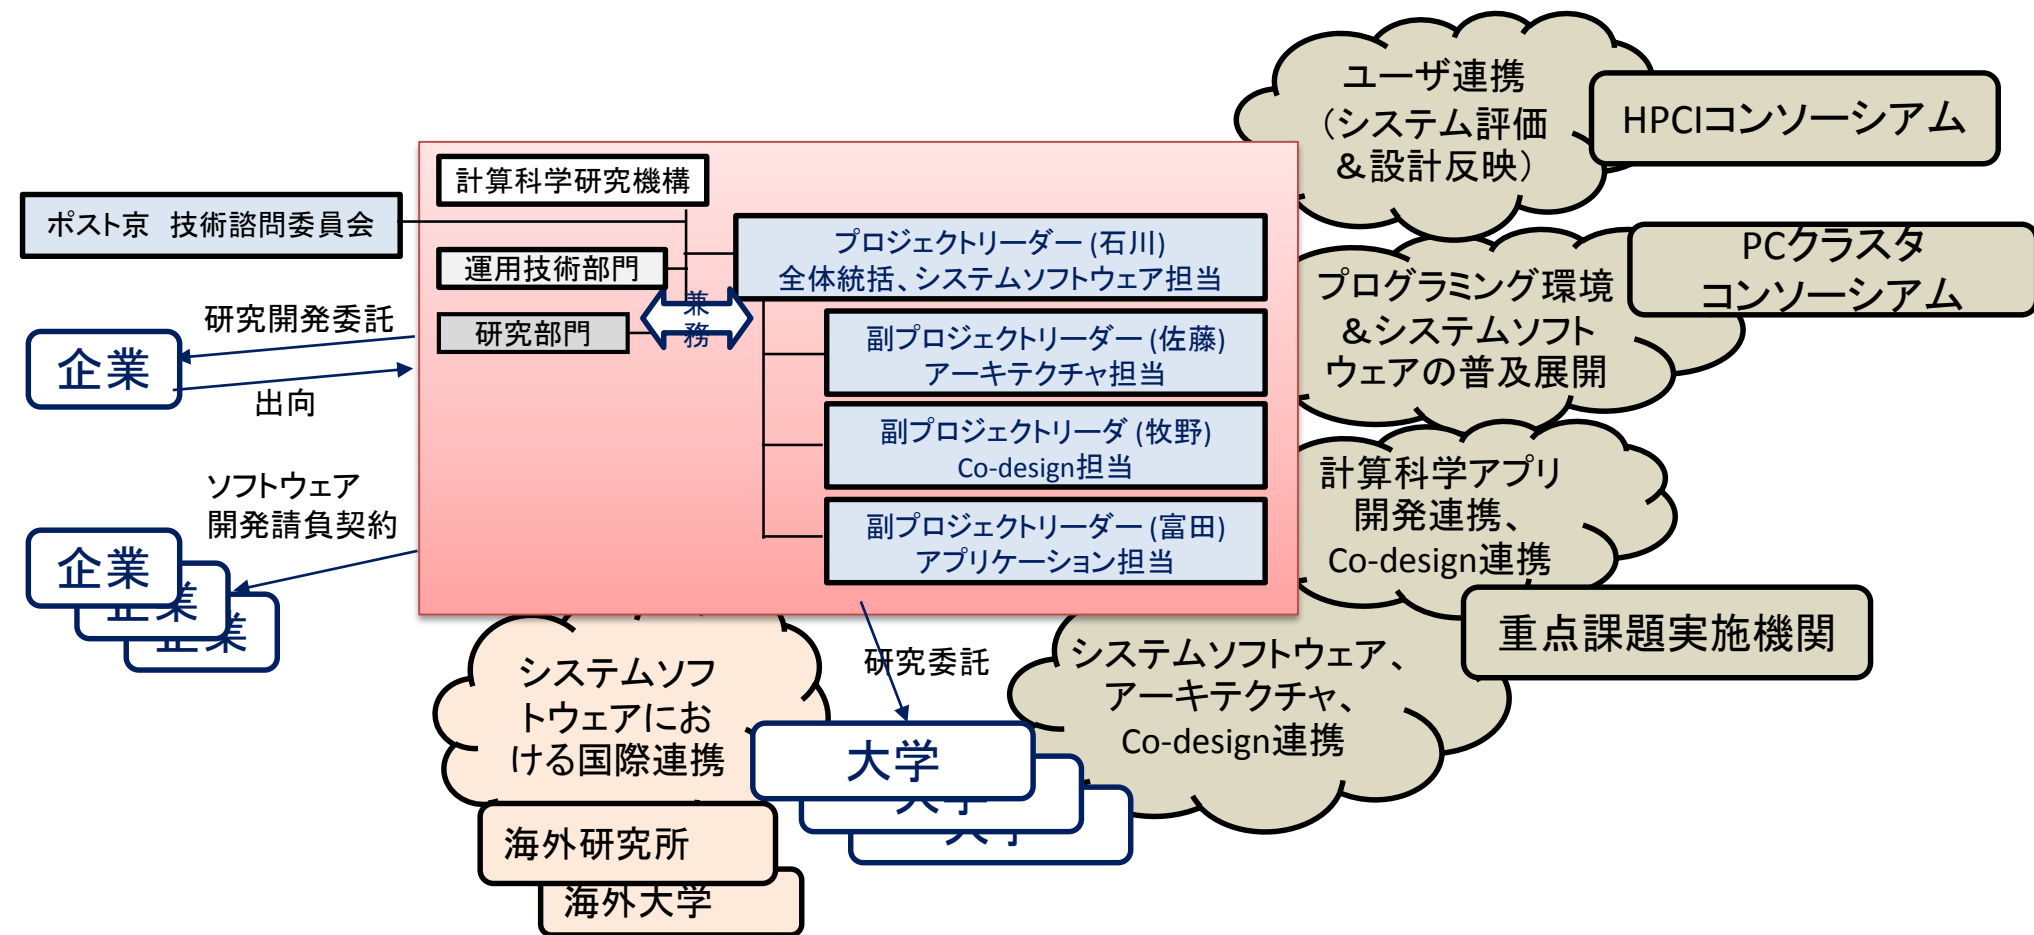 ユーザ連携
（システム評価
＆設計反映）
HPCIコンソーシアム
計算科学研究機構
ポスト京　技術諮問委員会
プロジェクトリーダー (石川)
全体統括、システムソフトウェア担当
運用技術部門
兼
務
研究部門
副プロジェクトリーダー (佐藤)
アーキテクチャ担当
副プロジェクトリーダ (牧野)
Co-design担当
副プロジェクトリーダー (富田)
アプリケーション担当
PCクラスタ
コンソーシアム
プログラミング環境
＆システムソフト
ウェアの普及展開
研究開発委託
企業
出向
計算科学アプリ
開発連携、
Co-design連携
ソフトウェア
開発請負契約
企業
企業
企業
重点課題実施機関
システムソフトウェア、
アーキテクチャ、
Co-design連携
研究委託
システムソフ
トウェアにお
ける国際連携
大学
大学
大学
海外研究所
海外大学